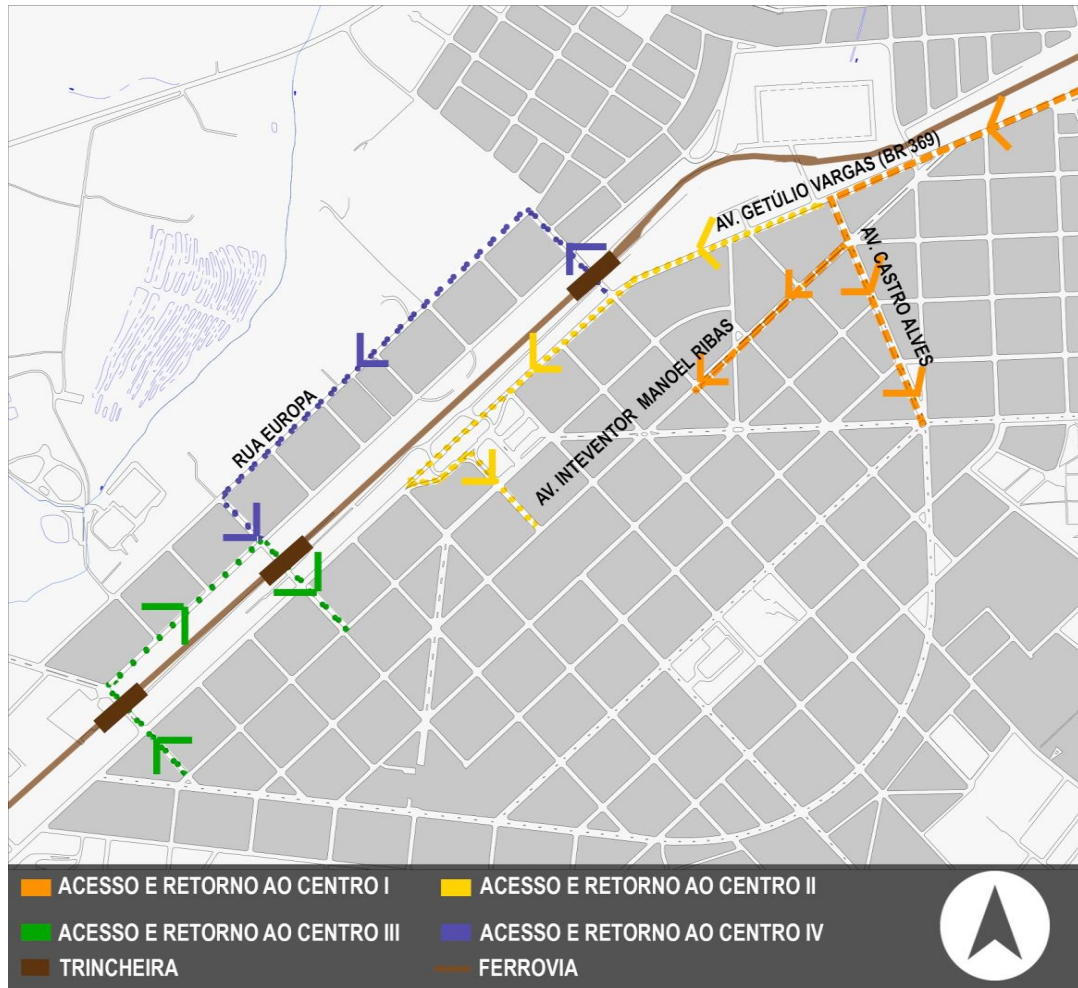 AV. GETÚLIO VARGAS (BR 369)
AV. CASTRO ALVES
AV. INTEVENTOR MANOEL RIBAS
RUA EUROPA
ACESSO E RETORNO AO CENTRO I
ACESSO E RETORNO AO CENTRO II
ACESSO E RETORNO AO CENTRO III
ACESSO E RETORNO AO CENTRO IV
TRINCHEIRA
FERROVIA